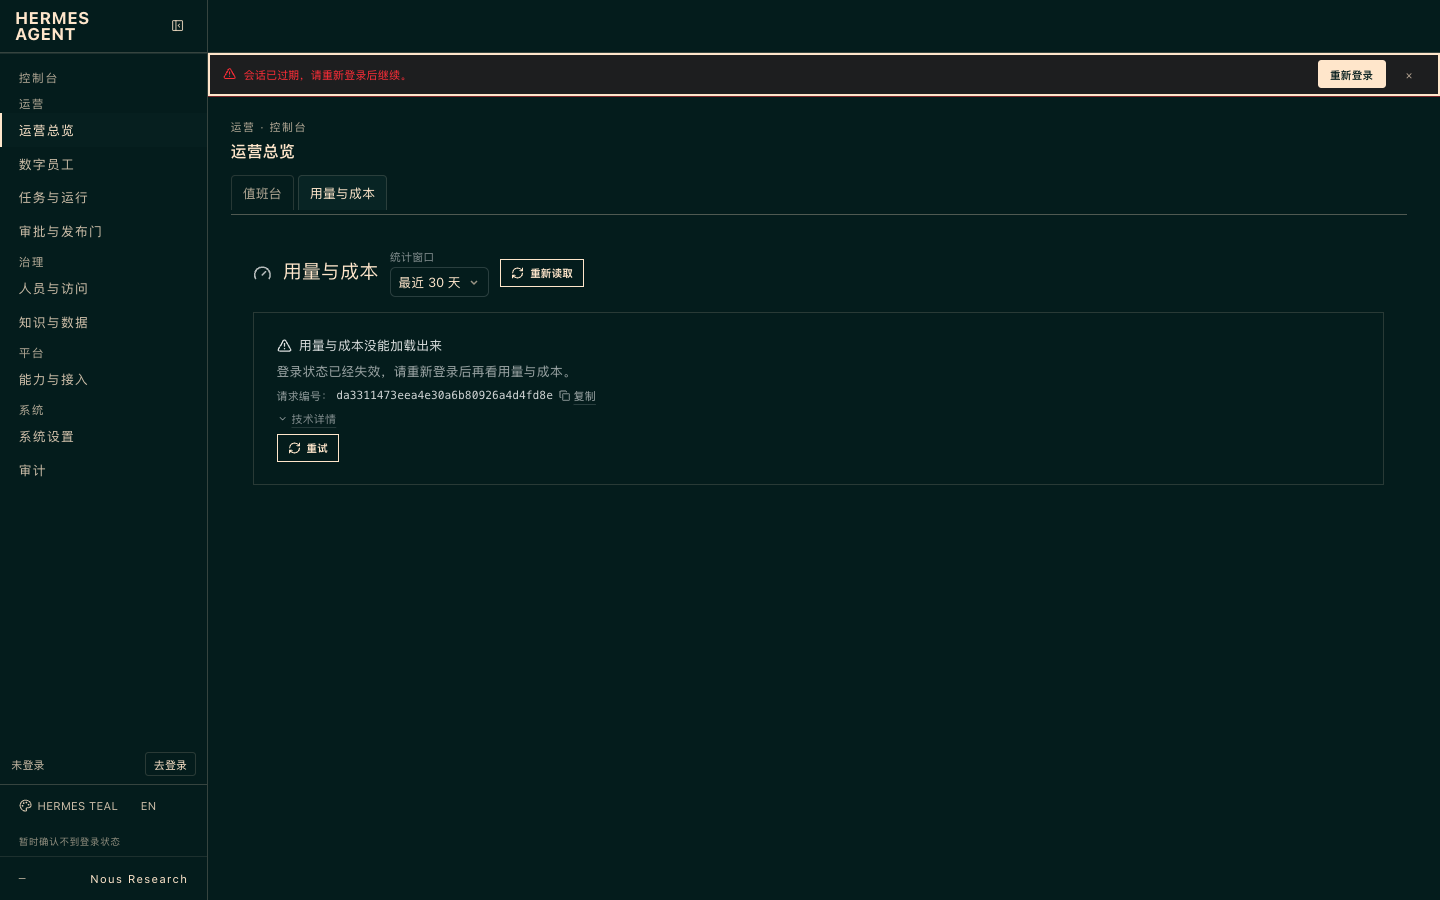 HERMES
AGENT
控制台
运营
运营总览
数字员工
任务与运行
审批与发布门
治理
人员与访问
知识与数据
平台
能力与接入
系统
系统设置
审计
未登录
去登录
HERMES TEAL
EN
暂时确认不到登录状态
—
Nous Research
会话已过期，请重新登录后继续。
重新登录
×
运营 · 控制台
运营总览
值班台
用量与成本
用量与成本
统计窗口
最近 30 天
重新读取
用量与成本没能加载出来
登录状态已经失效，请重新登录后再看用量与成本。
请求编号： da3311473eea4e30a6b80926a4d4fd8e 复制
技术详情
重试